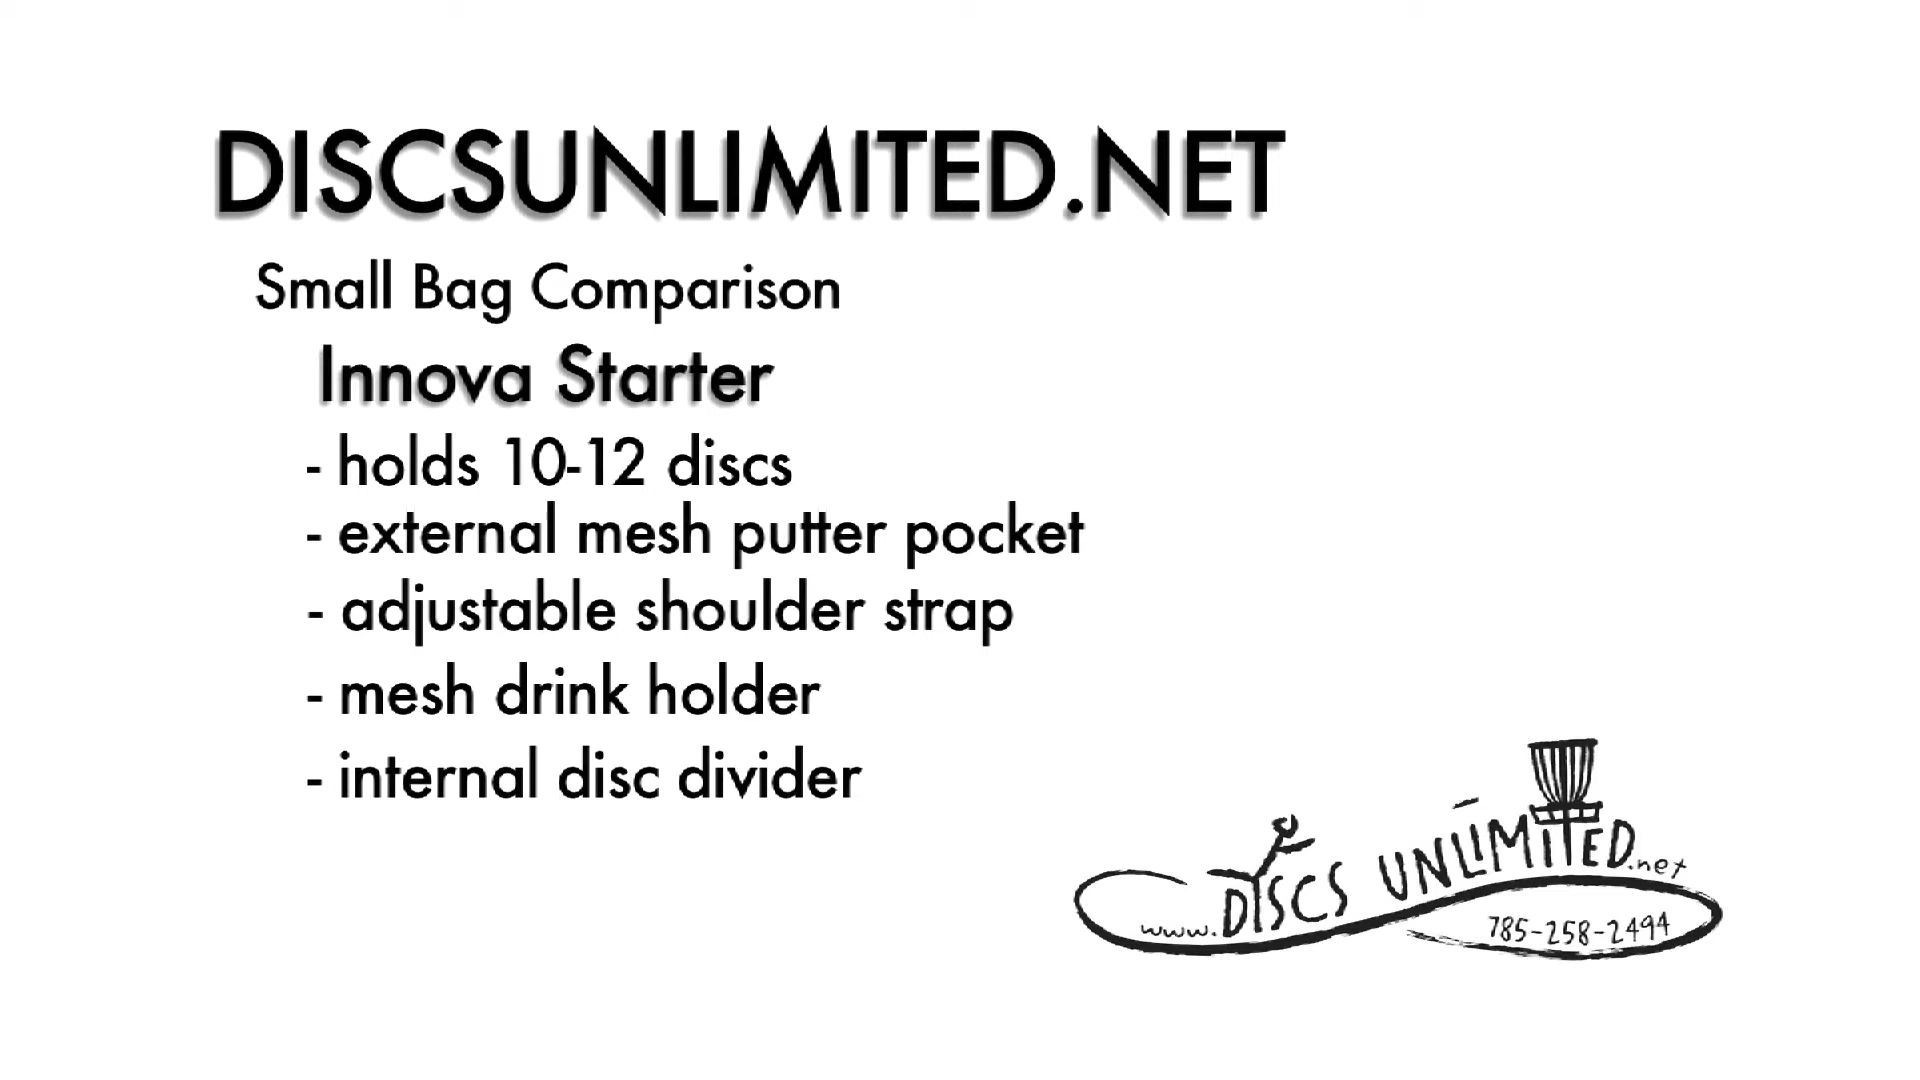 DISCSUNLIMITED.NET
Small Bag Comparison
Innova Starter
- holds 10-12 discs
- external mesh putter pocket
- adjustable shoulder strap
- mesh drink holder
- internal disc divider
www.DISCS UNLIMITED.net
785-258-2494